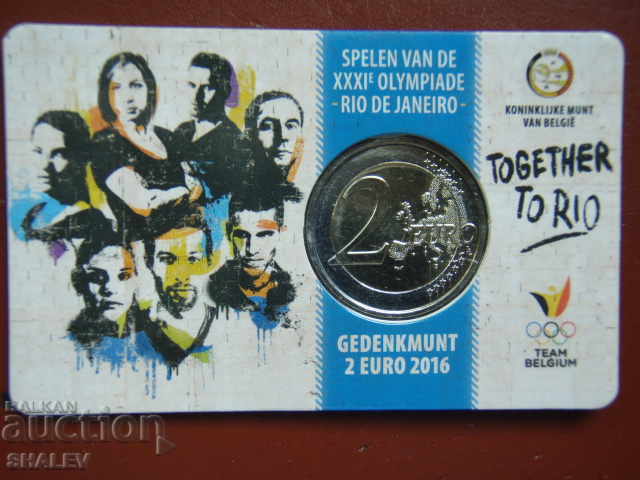 SPELEN VAN DE
XXXIE OLYMPIADE
- RIO DE JANEIRO -
KONINKLIJKE MUNT
VAN BELGIË
TOGETHER
TO RIO
2 EURO
GEDENKMUNT
2 EURO 2016
TEAM
BELGIUM
BALKAN
auction
SHALEV